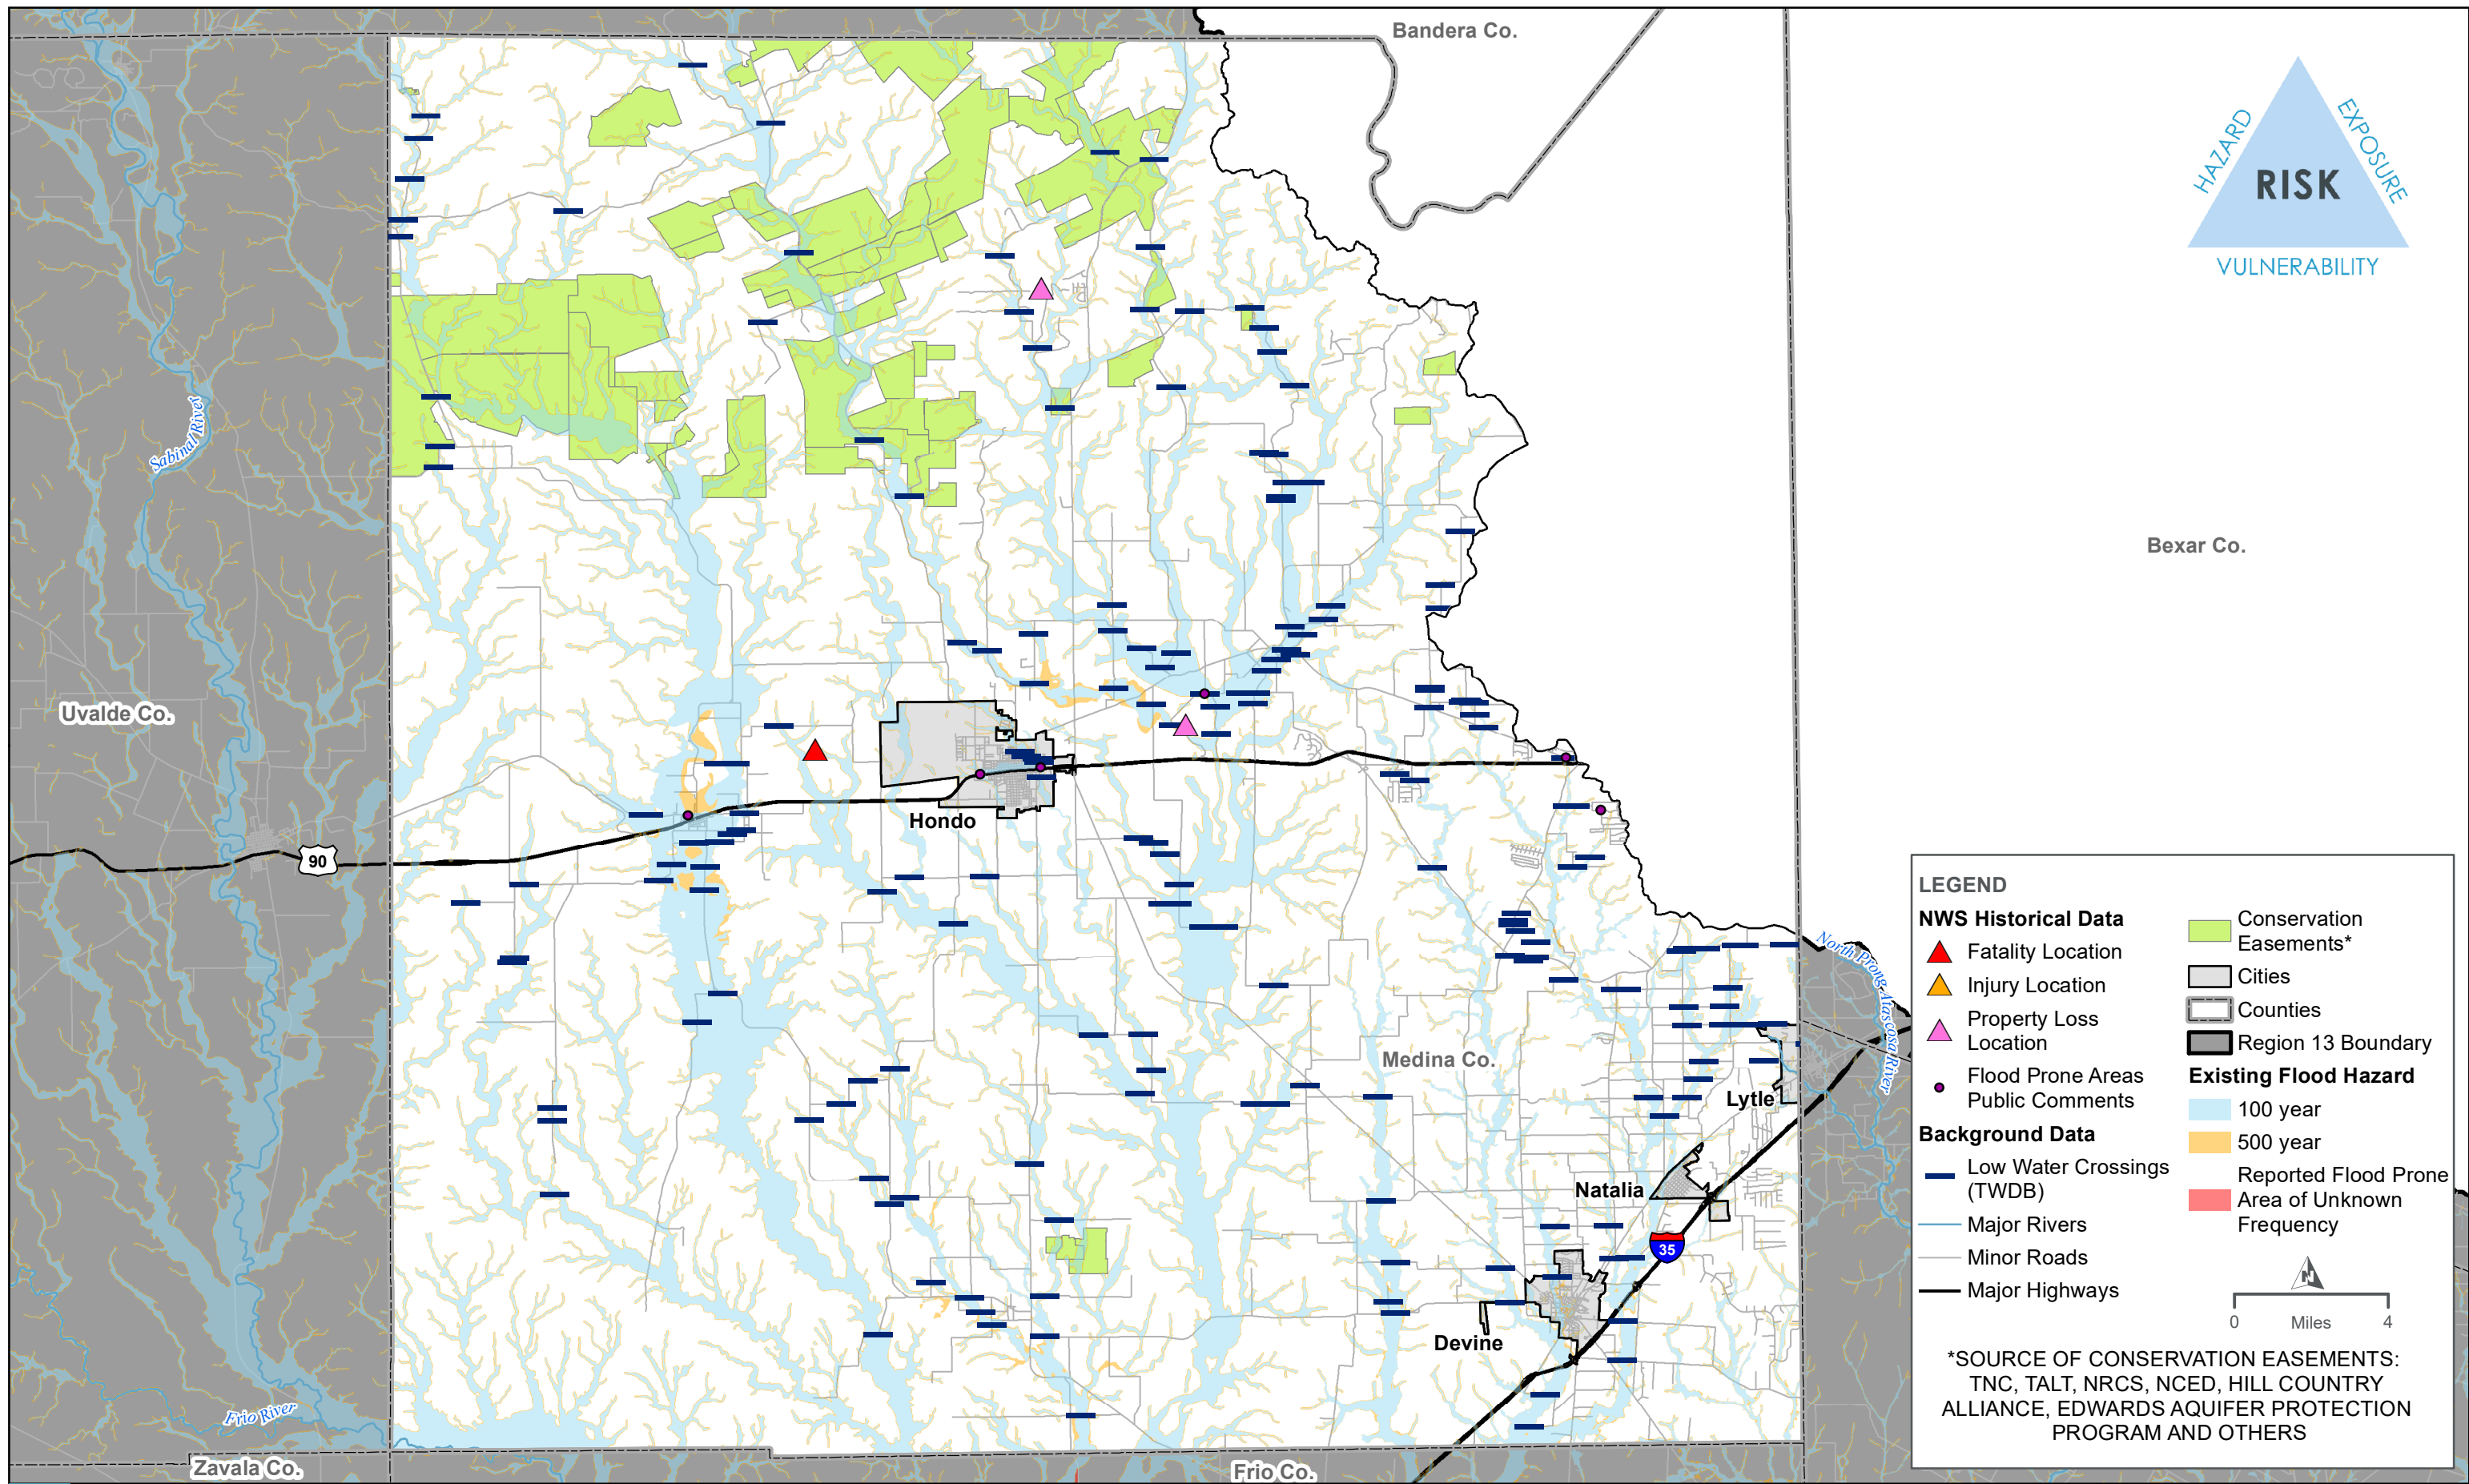 Bandera Co.
HAZARD
EXPOSURE
RISK
VULNERABILITY
Sabinal River
Bexar Co.
Uvalde Co.
Hondo
90
North Prong Atascosa River
Medina Co.
Lytle
Natalia
35
Devine
Frio River
Zavala Co.
Frio Co.
LEGEND
NWS Historical Data
Fatality Location
Injury Location
Property Loss
Location
Flood Prone Areas
Public Comments
Background Data
Low Water Crossings
(TWDB)
Major Rivers
Minor Roads
Major Highways
Conservation
Easements*
Cities
Counties
Region 13 Boundary
Existing Flood Hazard
100 year
500 year
Reported Flood Prone
Area of Unknown
Frequency
N
0 Miles 4
*SOURCE OF CONSERVATION EASEMENTS:
TNC, TALT, NRCS, NCED, HILL COUNTRY
ALLIANCE, EDWARDS AQUIFER PROTECTION
PROGRAM AND OTHERS